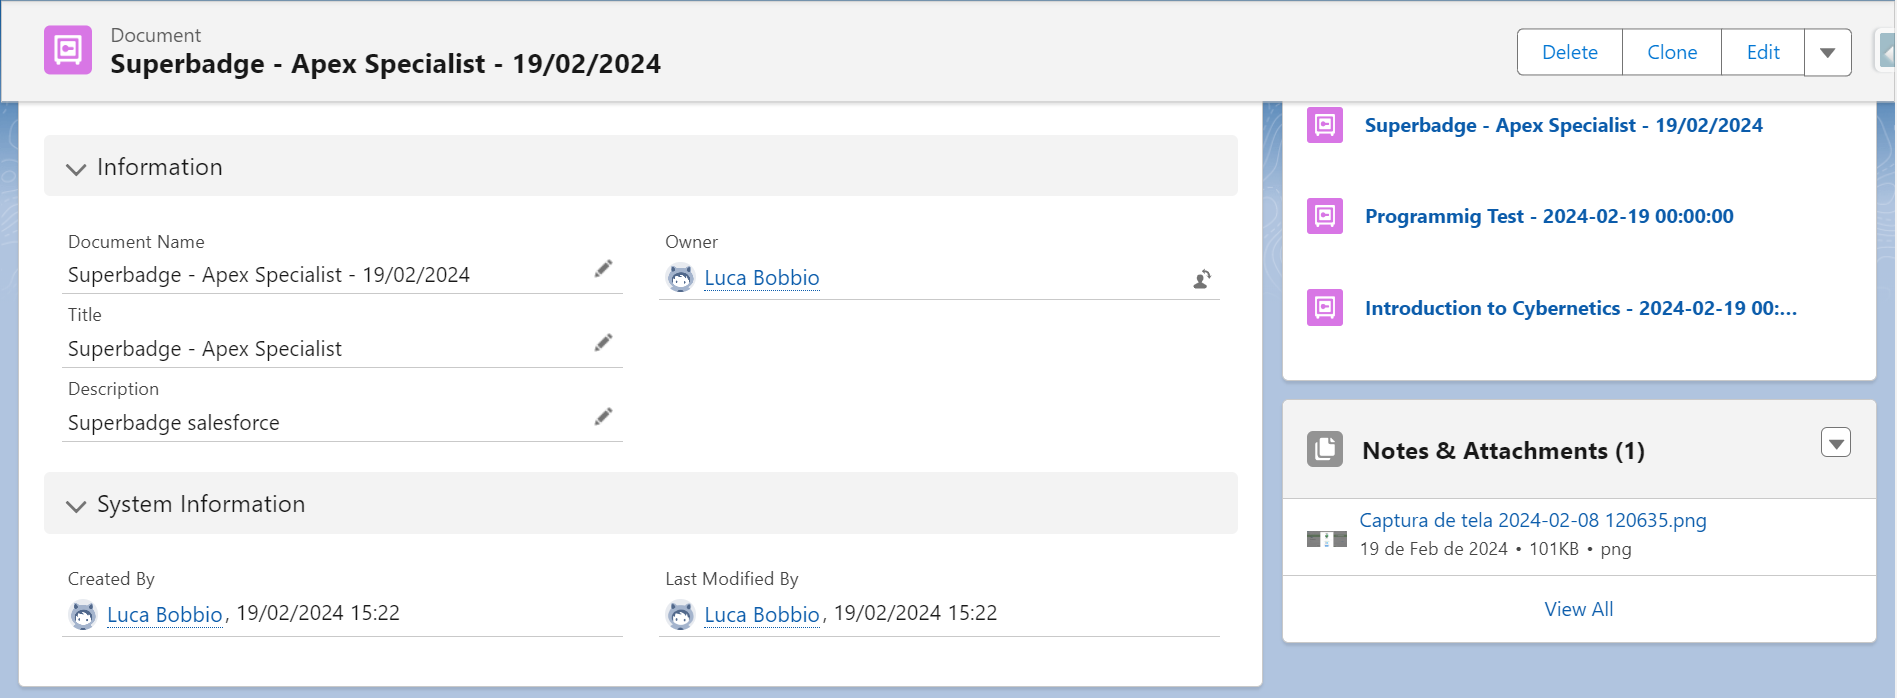 Document
Superbadge - Apex Specialist - 19/02/2024
Delete
Clone
Edit
Information
Document Name
Superbadge - Apex Specialist - 19/02/2024
Owner
Luca Bobbio
Title
Superbadge - Apex Specialist
Description
Superbadge salesforce
System Information
Created By
Luca Bobbio, 19/02/2024 15:22
Last Modified By
Luca Bobbio, 19/02/2024 15:22
Superbadge - Apex Specialist - 19/02/2024
Programmig Test - 2024-02-19 00:00:00
Introduction to Cybernetics - 2024-02-19 00:...
Notes & Attachments (1)
Captura de tela 2024-02-08 120635.png
19 de Feb de 2024 • 101KB • png
View All